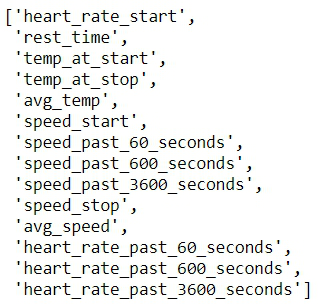 ['heart_rate_start',
'rest_time',
'temp_at_start',
'temp_at_stop',
'avg_temp',
'speed_start',
'speed_past_60_seconds',
'speed_past_600_seconds',
'speed_past_3600_seconds',
'speed_stop',
'avg_speed',
'heart_rate_past_60_seconds',
'heart_rate_past_600_seconds',
'heart_rate_past_3600_seconds']